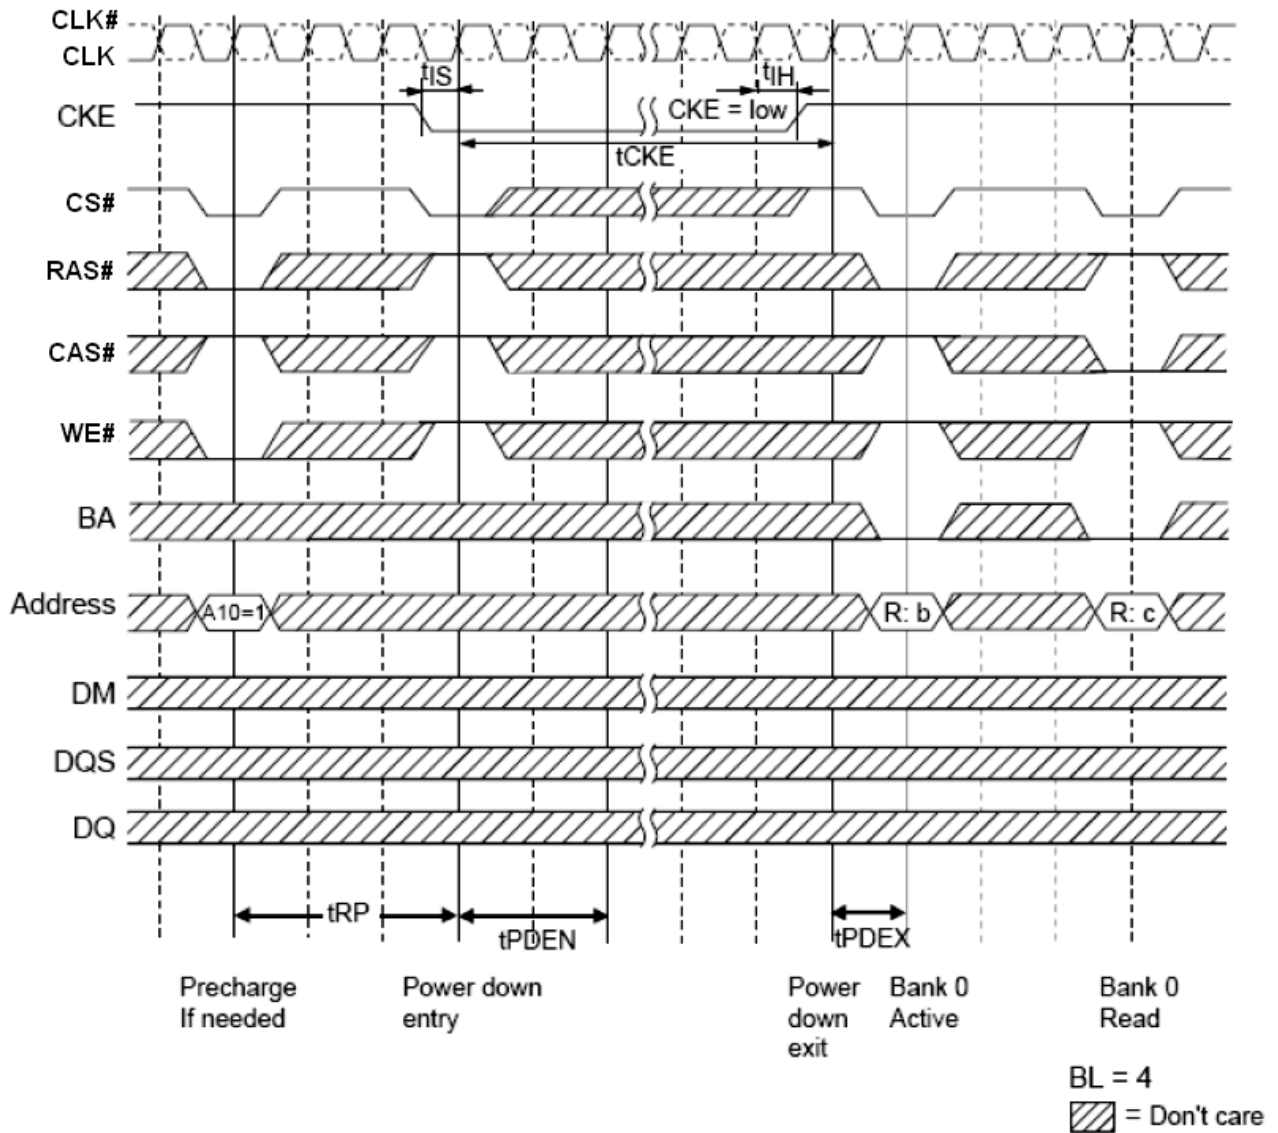 CLK#
CLK
tIS
tIH
CKE
CKE = low
tCKE
CS#
RAS#
CAS#
WE#
BA
Address
A10=1
R: b
R: c
DM
DQS
DQ
tRP
tPDEN
tPDEX
Precharge
If needed
Power down
entry
Power
down
exit
Bank 0
Active
Bank 0
Read
BL = 4
= Don't care